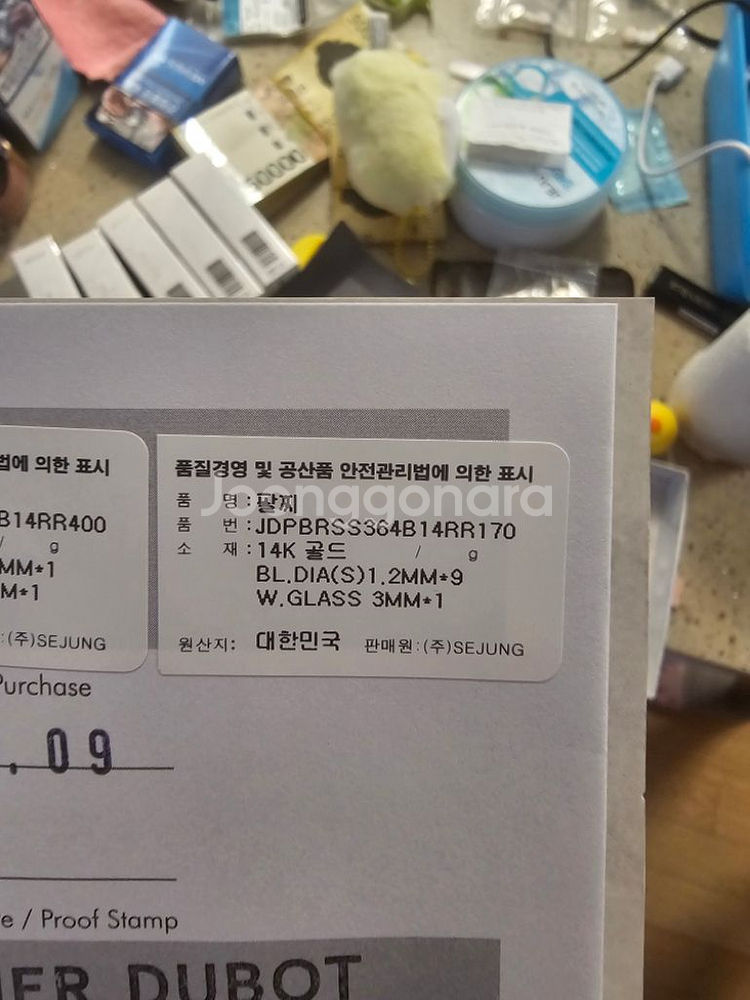 50000
법에 의한 표시
B14RR400
/ g
MM*1
M*1
:(주)SEJUNG
품질경영 및 공산품 안전관리법에 의한 표시
품 명 : 팔찌
품 번 : JDPBRSS364B14RR170
소 재 : 14K 골드 / g
BL.DIA(S)1.2MM*9
W.GLASS 3MM*1
원산지: 대한민국 판매원:(주)SEJUNG
Joonggonara
Purchase
. 09
e / Proof Stamp
IER DUBOT